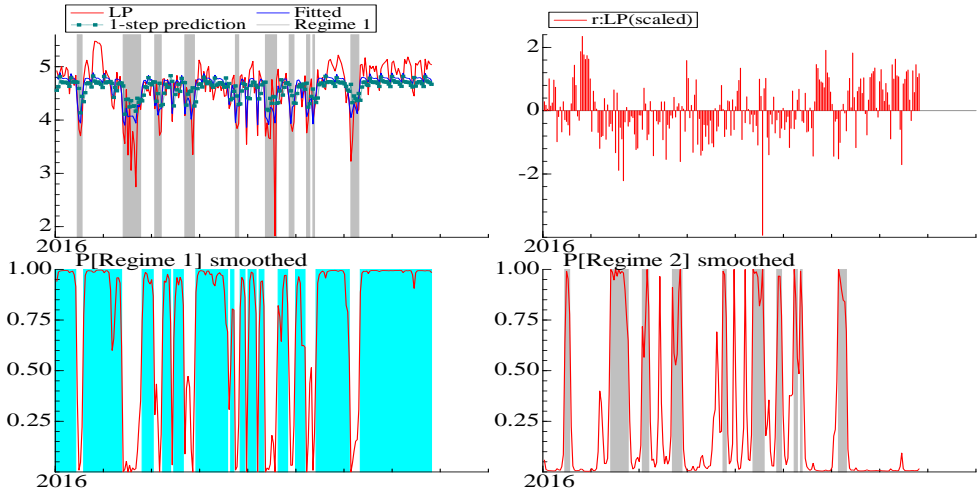 LP
Fitted
1-step prediction
Regime 1
5
4
3
2
2016
r:LP(scaled)
2
0
-2
2016
P[Regime 1] smoothed
1.00
0.75
0.50
0.25
2016
P[Regime 2] smoothed
1.00
0.75
0.50
0.25
2016